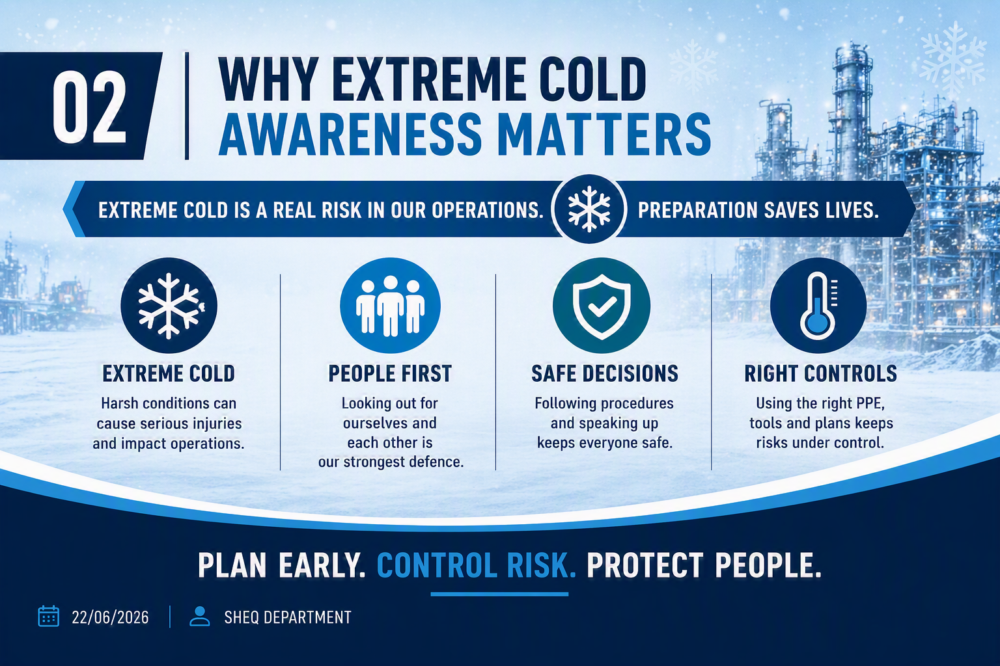 02
WHY EXTREME COLD
AWARENESS MATTERS
EXTREME COLD IS A REAL RISK IN OUR OPERATIONS. PREPARATION SAVES LIVES.
EXTREME COLD
Harsh conditions can
cause serious injuries
and impact operations.
PEOPLE FIRST
Looking out for
ourselves and
each other is
our strongest defence.
SAFE DECISIONS
Following procedures
and speaking up
keeps everyone safe.
RIGHT CONTROLS
Using the right PPE,
tools and plans keeps
risks under control.
PLAN EARLY. CONTROL RISK. PROTECT PEOPLE.
22/06/2026
SHEQ DEPARTMENT